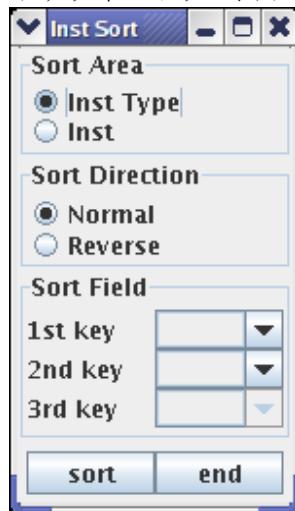 Inst Sort
Sort Area
Inst Type
Inst
Sort Direction
Normal
Reverse
Sort Field
1st key
2nd key
3rd key
sort end